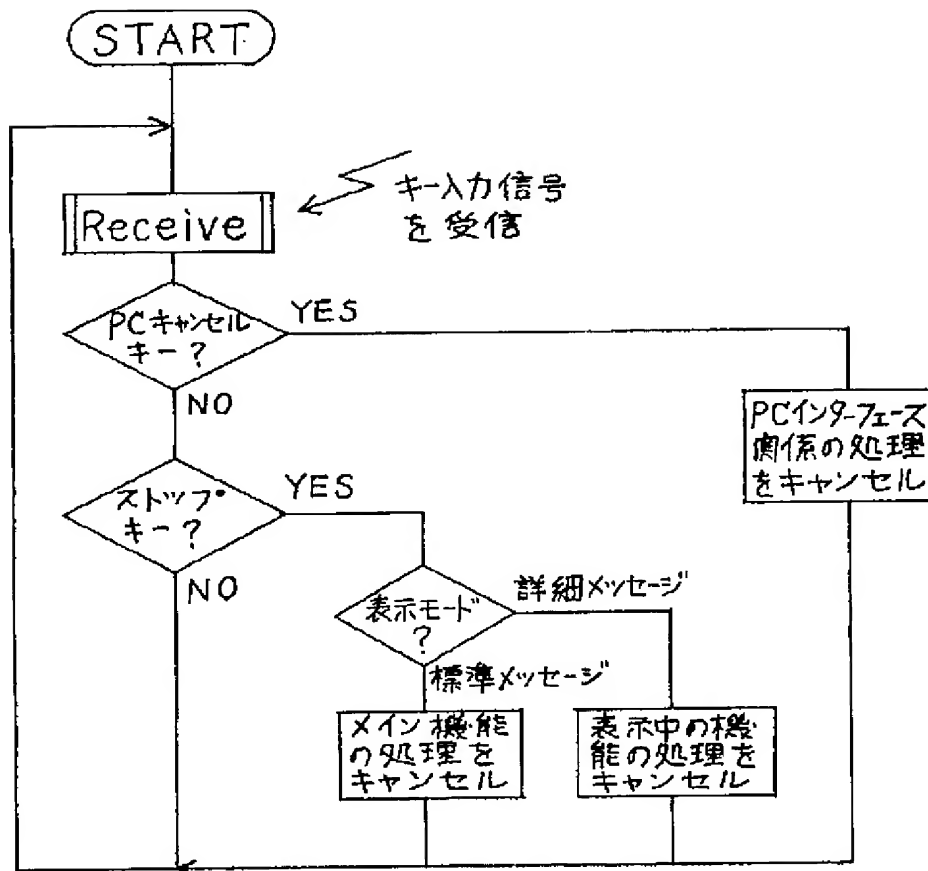 START
Receive
キー入力信号
を受信
PCキャンセル
キー?
YES
NO
PCインターフェース
関係の処理
をキャンセル
ストップ
キー?
YES
NO
表示モード
?
詳細メッセージ
標準メッセージ
メイン機能
の処理を
キャンセル
表示中の機
能の処理を
キャンセル